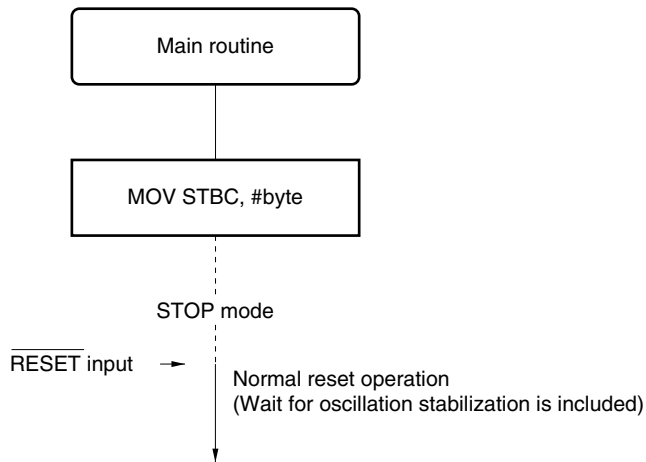 Main routine
MOV STBC, #byte
STOP mode
RESET input
Normal reset operation
(Wait for oscillation stabilization is included)